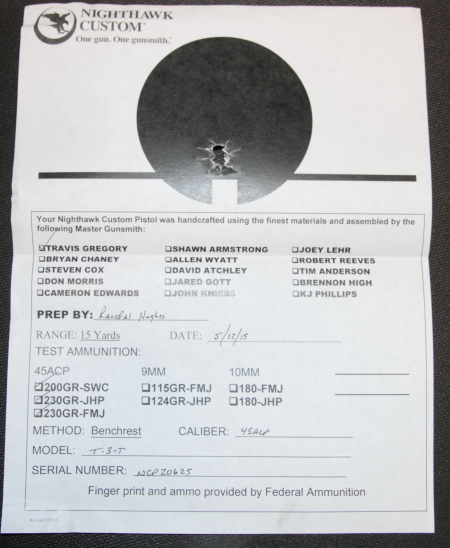 NIGHTHAWK
CUSTOM
One gun. One gunsmith.™
Your Nighthawk Custom Pistol was handcrafted using the finest materials and assembled by the
following Master Gunsmith:
☑TRAVIS GREGORY ❑SHAWN ARMSTRONG ❑JOEY LEHR
❑BRYAN CHANEY ❑ALLEN WYATT ❑ROBERT REEVES
❑STEVEN COX ❑DAVID ATCHLEY ❑TIM ANDERSON
❑DON MORRIS ❑JARED GOTT ❑BRENNON HIGH
❑CAMERON EDWARDS ❑JOHN KNIESS ❑KJ PHILLIPS
PREP BY: Randal Hughes
RANGE: 15 Yards DATE: 5/12/15
TEST AMMUNITION:
45ACP 9MM 10MM
☑200GR-SWC ❑115GR-FMJ ❑180-FMJ
☑230GR-JHP ❑124GR-JHP ❑180-JHP
☑230GR-FMJ
METHOD: Benchrest CALIBER: 45ACP
MODEL: T-3-T
SERIAL NUMBER: NCP20625
Finger print and ammo provided by Federal Ammunition